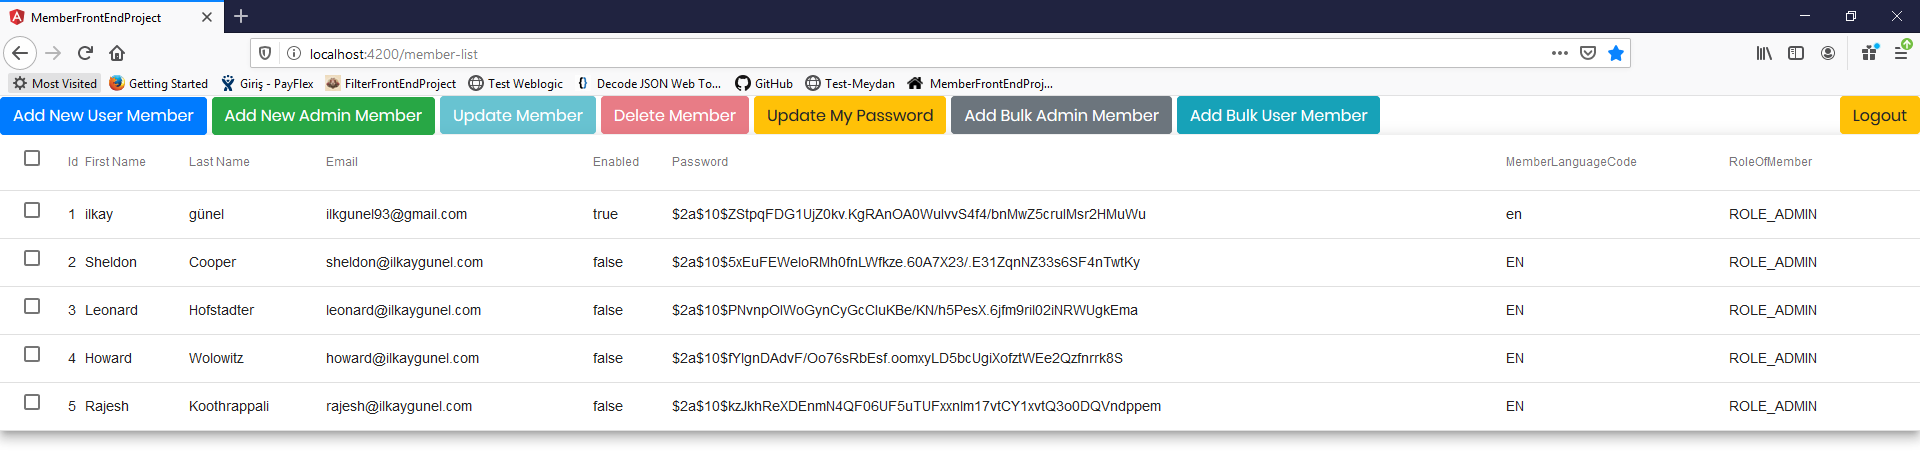 MemberFrontEndProject
localhost:4200/member-list
Most Visited Getting Started Giriş - PayFlex FilterFrontEndProject Test Weblogic Decode JSON Web To... GitHub Test-Meydan MemberFrontEndProj...
Add New User Member Add New Admin Member Update Member Delete Member Update My Password Add Bulk Admin Member Add Bulk User Member Logout
Id First Name Last Name Email Enabled Password MemberLanguageCode RoleOfMember
1 ilkay günel ilkgunel93@gmail.com true $2a$10$ZStpqFDG1UjZ0kv.KgRAnOA0WulvvS4f4/bnMwZ5crulMsr2HMuWu en ROLE_ADMIN
2 Sheldon Cooper sheldon@ilkaygunel.com false $2a$10$5xEuFEWeloRMh0fnLWfkze.60A7X23/.E31ZqnNZ33s6SF4nTwtKy EN ROLE_ADMIN
3 Leonard Hofstadter leonard@ilkaygunel.com false $2a$10$PNvnpOlWoGynCyGcCluKBe/KN/h5PesX.6jfm9ril02iNRWUgkEma EN ROLE_ADMIN
4 Howard Wolowitz howard@ilkaygunel.com false $2a$10$fYlgnDAdvF/Oo76sRbEsf.oomxyLD5bcUgiXofztWEe2Qzfnrrk8S EN ROLE_ADMIN
5 Rajesh Koothrappali rajesh@ilkaygunel.com false $2a$10$kzJkhReXDEnmN4QF06UF5uTUFxxnlm17vtCY1xvtQ3o0DQVndppem EN ROLE_ADMIN